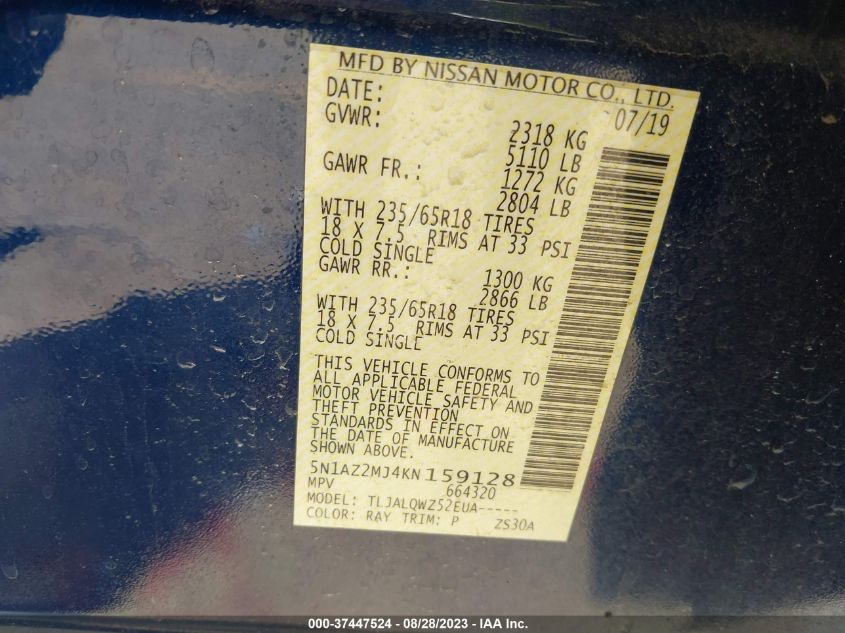 MFD BY NISSAN MOTOR CO., LTD.
DATE: 07/19
GVWR: 2318 KG
5110 LB
GAWR FR.: 1272 KG
2804 LB
WITH 235/65R18 TIRES
18 X 7.5 RIMS AT 33 PSI
COLD SINGLE
GAWR RR.: 1300 KG
2866 LB
WITH 235/65R18 TIRES
18 X 7.5 RIMS AT 33 PSI
COLD SINGLE
THIS VEHICLE CONFORMS TO
ALL APPLICABLE FEDERAL
MOTOR VEHICLE SAFETY AND
THEFT PREVENTION
STANDARDS IN EFFECT ON
THE DATE OF MANUFACTURE
SHOWN ABOVE.
5N1AZ2MJ4KN159128
MPV 664320
MODEL: TLJALQWZ52EUA-----
COLOR: RAY TRIM: P ZS30A
000-37447524 - 08/28/2023 - IAA Inc.